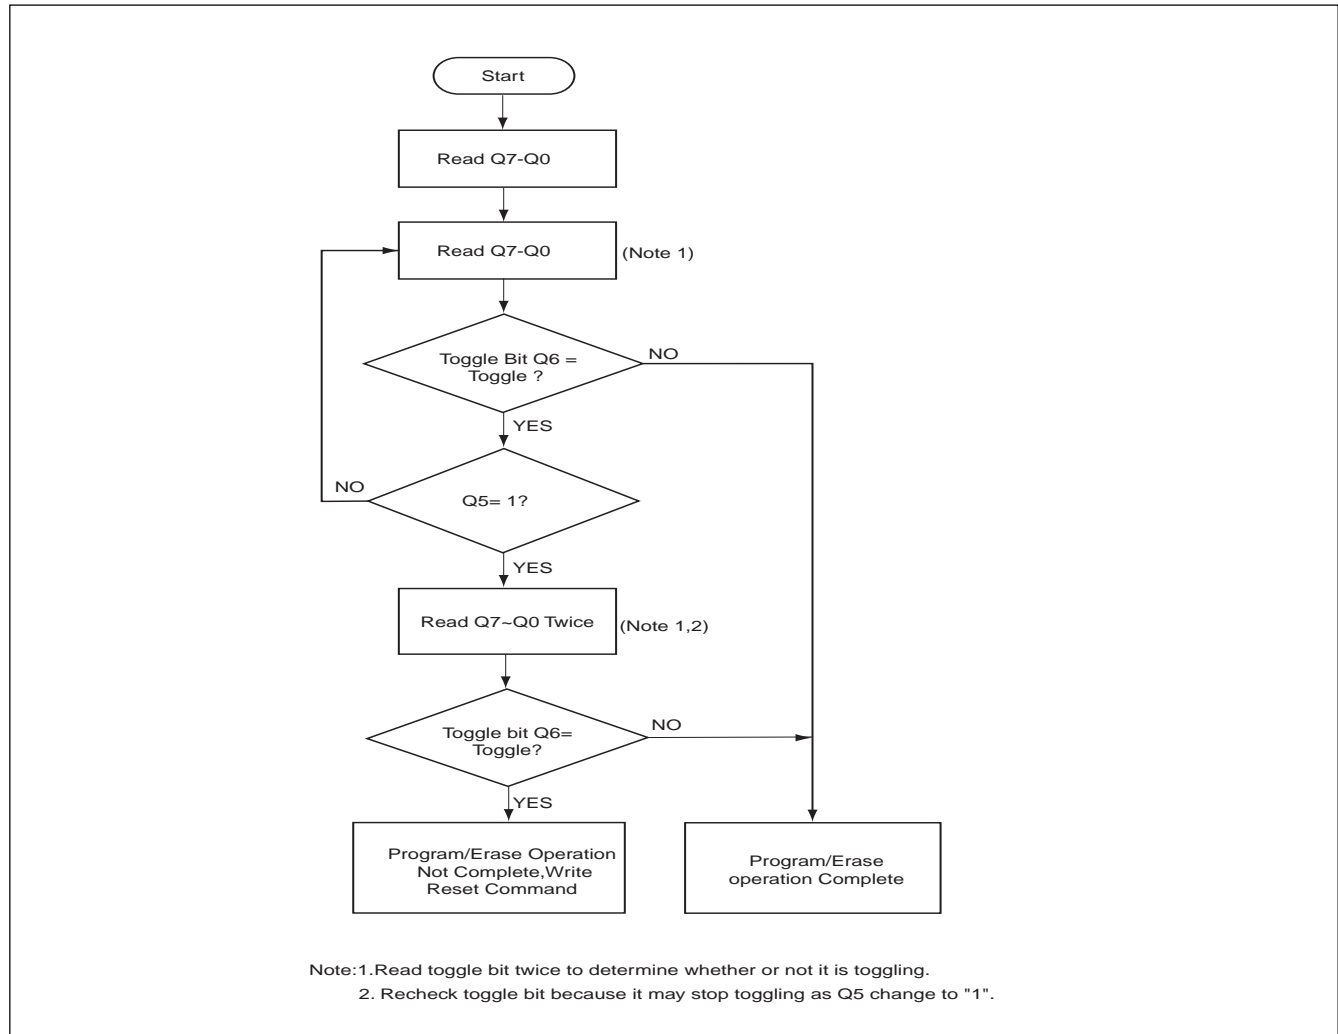 Start
Read Q7-Q0
Read Q7-Q0
(Note 1)
Toggle Bit Q6 =
Toggle ?
NO
YES
NO
Q5= 1?
YES
Read Q7~Q0 Twice
(Note 1,2)
Toggle bit Q6=
Toggle?
NO
YES
Program/Erase Operation
Not Complete,Write
Reset Command
Program/Erase
operation Complete
Note:1.Read toggle bit twice to determine whether or not it is toggling.
2. Recheck toggle bit because it may stop toggling as Q5 change to "1".